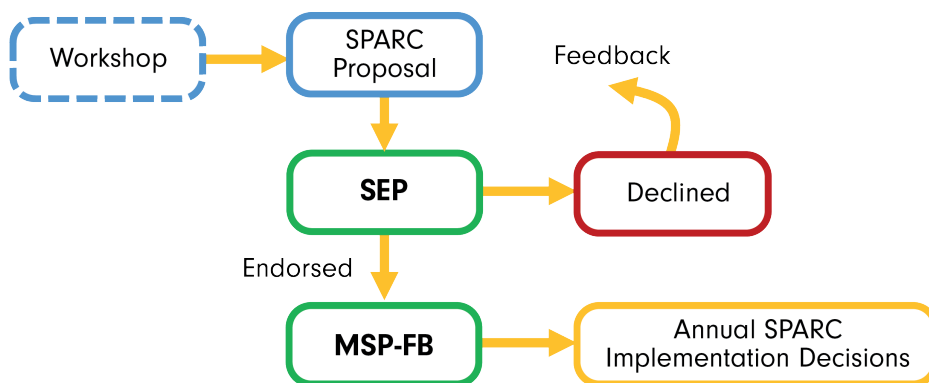 Workshop
SPARC
Proposal
Feedback
SEP
Declined
Endorsed
MSP-FB
Annual SPARC
Implementation Decisions